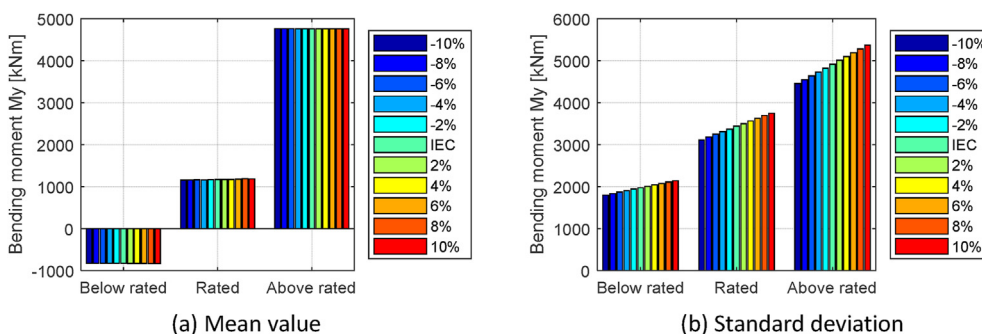 Bending moment My [kNm]
5000
4000
3000
2000
1000
0
-1000
Below rated
Rated
Above rated
-10%
-8%
-6%
-4%
-2%
IEC
2%
4%
6%
8%
10%
(a) Mean value
Bending moment My [kNm]
6000
5000
4000
3000
2000
1000
0
Below rated
Rated
Above rated
-10%
-8%
-6%
-4%
-2%
IEC
2%
4%
6%
8%
10%
(b) Standard deviation